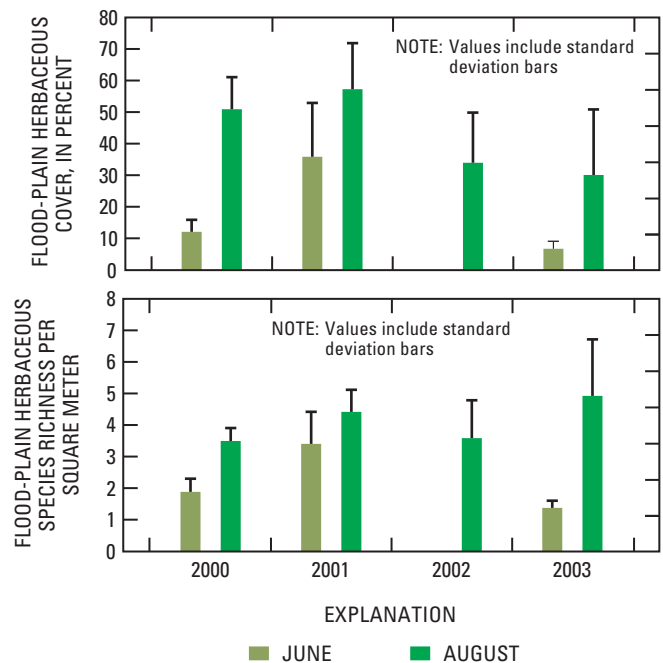 FLOOD-PLAIN HERBACEOUS
COVER, IN PERCENT
80
70
60
50
40
30
20
10
0
NOTE: Values include standard
deviation bars
FLOOD-PLAIN HERBACEOUS
SPECIES RICHNESS PER
SQUARE METER
8
7
6
5
4
3
2
1
0
NOTE: Values include standard
deviation bars
2000 2001 2002 2003
EXPLANATION
JUNE AUGUST